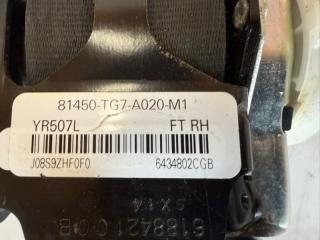 81450-TG7-A020-M1
YR507L FT RH
J08S9ZHF0F0 6434802CGB